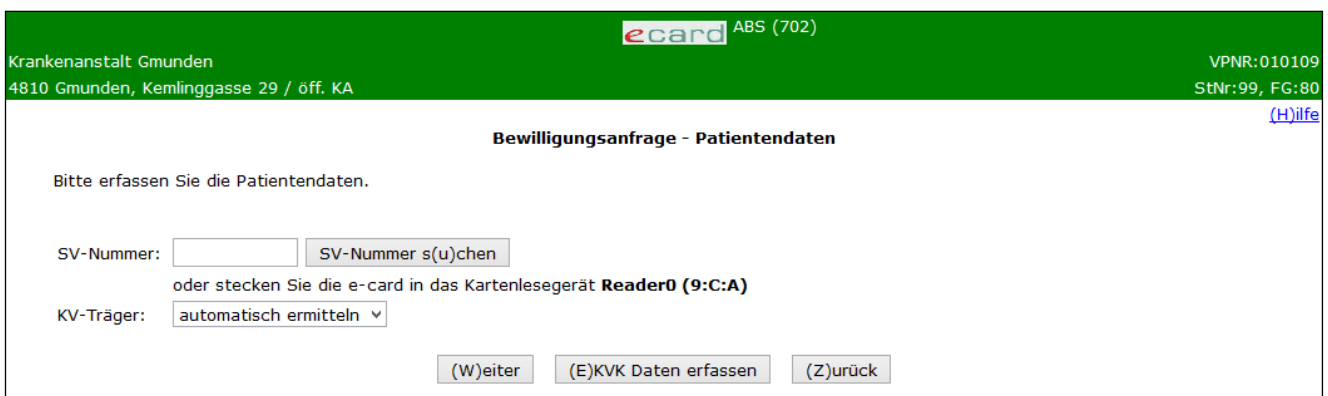 ecard ABS (702)
Krankenanstalt Gmunden VPNR:010109
4810 Gmunden, Kemlinggasse 29 / öff. KA StNr:99, FG:80
(H)ilfe
Bewilligungsanfrage - Patientendaten
Bitte erfassen Sie die Patientendaten.
SV-Nummer: SV-Nummer s(u)chen
oder stecken Sie die e-card in das Kartenlesegerät Reader0 (9:C:A)
KV-Träger: automatisch ermitteln
(W)eiter (E)KVK Daten erfassen (Z)urück